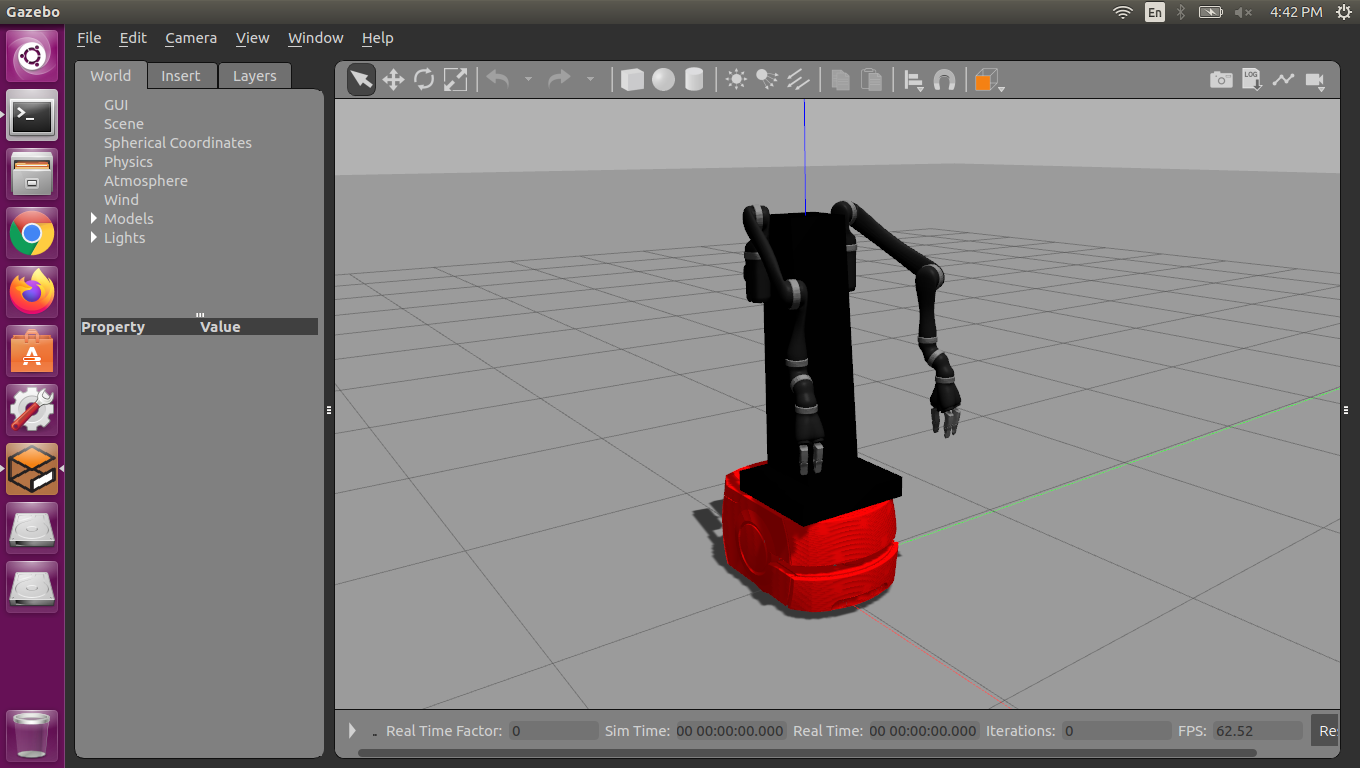 Gazebo
En
4:42 PM
File Edit Camera View Window Help
World Insert Layers
LOG
GUI
Scene
Spherical Coordinates
Physics
Atmosphere
Wind
Models
Lights
Property Value
Real Time Factor: 0 Sim Time: 00 00:00:00.000 Real Time: 00 00:00:00.000 Iterations: 0 FPS: 62.52 Re